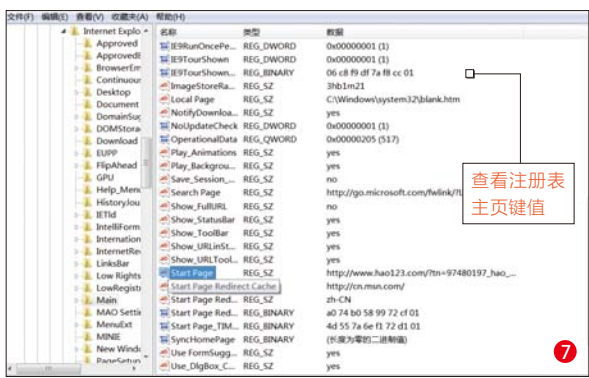 文件(F) 编辑(E) 查看(V) 收藏夹(A) 帮助(H)
Internet Explo
Approved
ApprovedE
BrowserEm
Continuous
Desktop
Document
DomainSug
DOMStora
Download
EUPP
FlipAhead
GPU
Help_Menu
HistoryJou
IETld
IntelliForm
Internation
InternetReg
LinksBar
Low Rights
LowRegistr
Main
MAO Settin
MenuExt
MINIE
New Windo
PageSetup
名称 类型 数据
IE9RunOncePe... REG_DWORD 0x00000001 (1)
IE9TourShown REG_DWORD 0x00000001 (1)
IE9TourShown... REG_BINARY 06 c8 f9 df 7a f8 cc 01
ImageStoreRa... REG_SZ 3hb1m21
Local Page REG_SZ C:\Windows\system32\blank.htm
NotifyDownloa... REG_SZ yes
NoUpdateCheck REG_DWORD 0x00000001 (1)
OperationalData REG_QWORD 0x00000205 (517)
Play_Animations REG_SZ yes
Play_Backgrou... REG_SZ yes
Save_Session_... REG_SZ no
Search Page REG_SZ http://go.microsoft.com/fwlink/?L
Show_FullURL REG_SZ no
Show_StatusBar REG_SZ yes
Show_ToolBar REG_SZ yes
Show_URLinSt... REG_SZ yes
Show_URLTool... REG_SZ yes
Start Page REG_SZ http://www.hao123.com/?tn=97480197_hao_...
Start Page Redirect Cache http://cn.msn.com/
Start Page Red... REG_SZ zh-CN
Start Page Red... REG_BINARY a0 74 b0 58 99 72 cf 01
Start Page_TIM... REG_BINARY 4d 55 7a 6e f1 72 d1 01
SyncHomePage REG_BINARY (长度为零的二进制值)
Use FormSugg... REG_SZ yes
Use_DlgBox_C... REG_SZ yes
查看注册表
主页键值
7